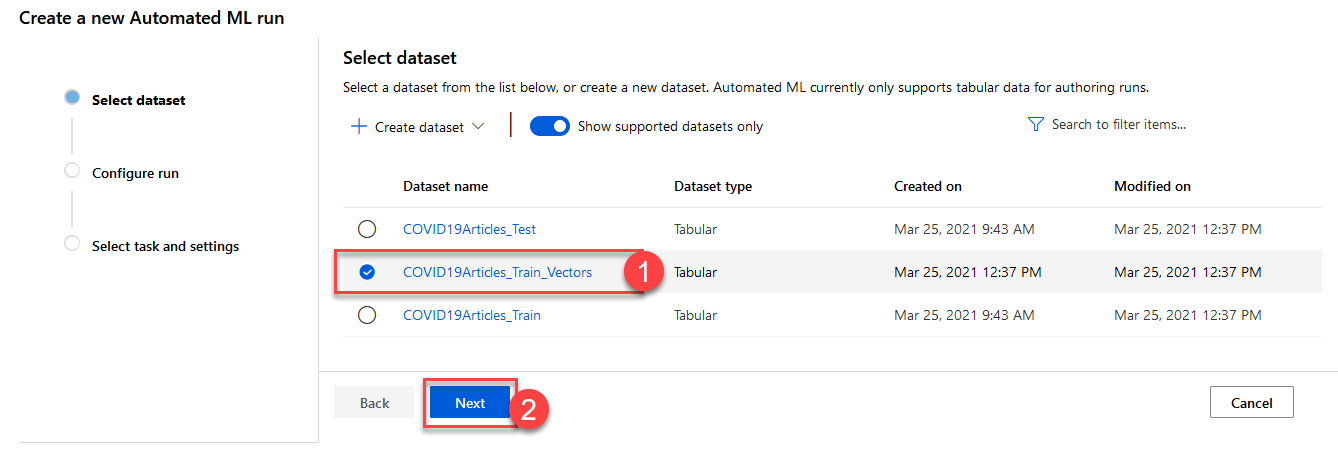 Create a new Automated ML run
Select dataset
Configure run
Select task and settings
Select dataset
Select a dataset from the list below, or create a new dataset. Automated ML currently only supports tabular data for authoring runs.
Create dataset Show supported datasets only Search to filter items...
Dataset name Dataset type Created on Modified on
COVID19Articles_Test Tabular Mar 25, 2021 9:43 AM Mar 25, 2021 12:37 PM
COVID19Articles_Train_Vectors 1 Tabular Mar 25, 2021 12:37 PM Mar 25, 2021 12:37 PM
COVID19Articles_Train Tabular Mar 25, 2021 9:43 AM Mar 25, 2021 12:37 PM
Back Next 2 Cancel